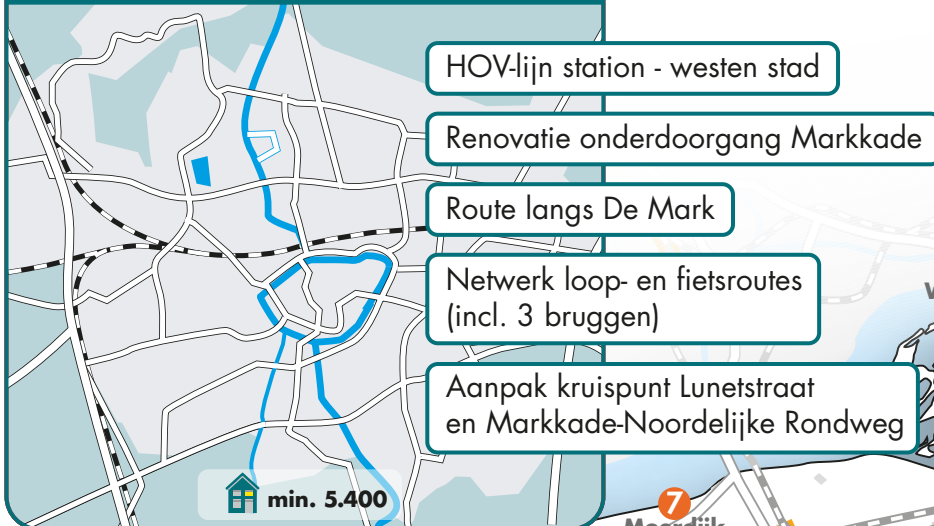 HOV-lijn station - westen stad
Renovatie onderdoorgang Markkade
Route langs De Mark
Netwerk loop- en fietsroutes
(incl. 3 bruggen)
Aanpak kruispunt Lunetstraat
en Markkade-Noordelijke Rondweg
min. 5.400
7